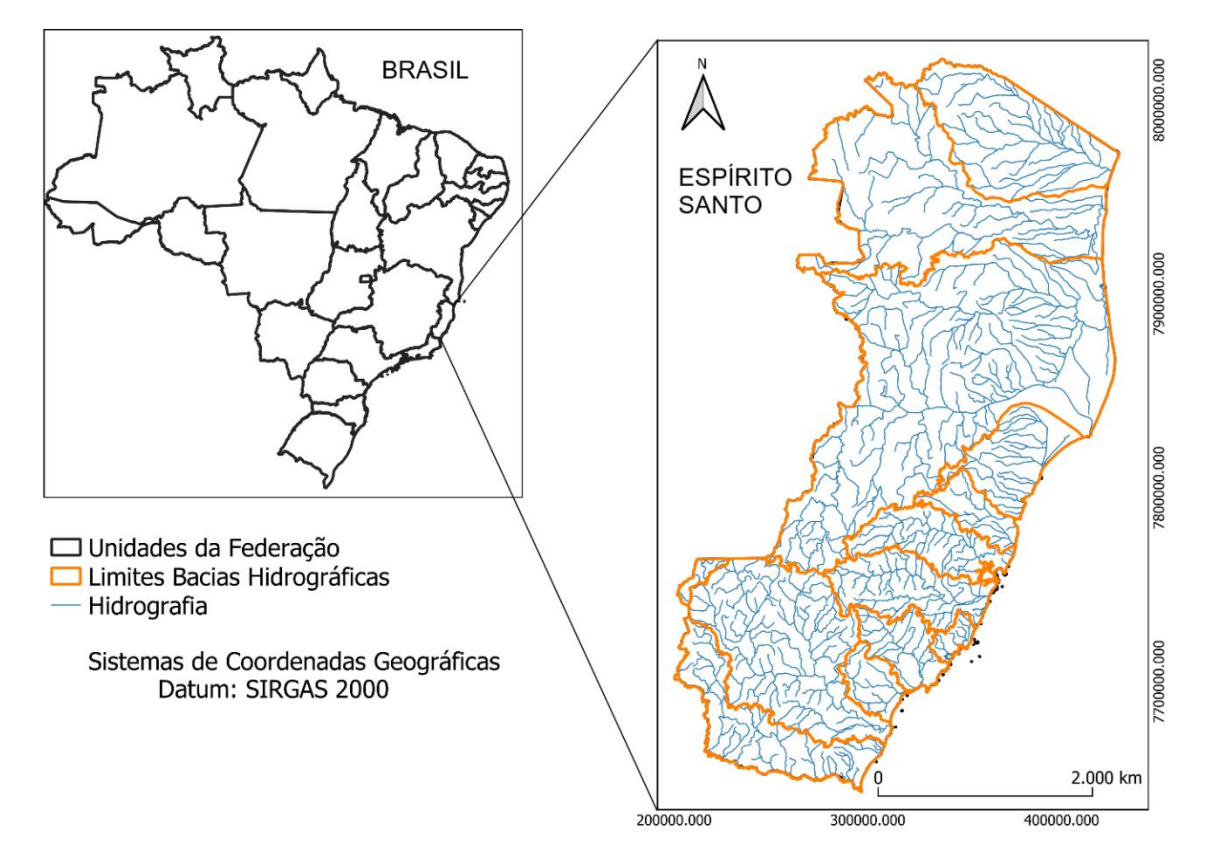 BRASIL
N
ESPÍRITO
SANTO
8000000.000
7900000.000
7800000.000
7700000.000
0 2.000 km
200000.000 300000.000 400000.000
Unidades da Federação
Limites Bacias Hidrográficas
Hidrografia
Sistemas de Coordenadas Geográficas
Datum: SIRGAS 2000